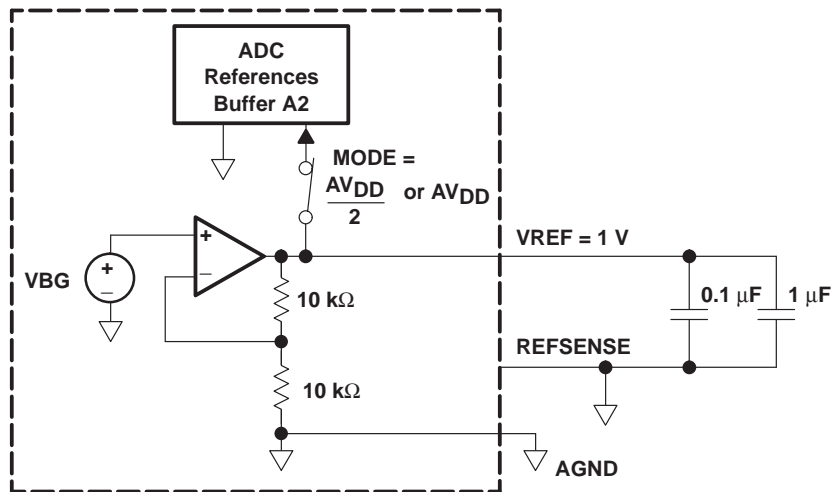 ADC
References
Buffer A2
MODE =
AVDD
2
or AVDD
+
−
VBG
+
−
10 kΩ
10 kΩ
VREF = 1 V
0.1 μF
1 μF
REFSENSE
AGND